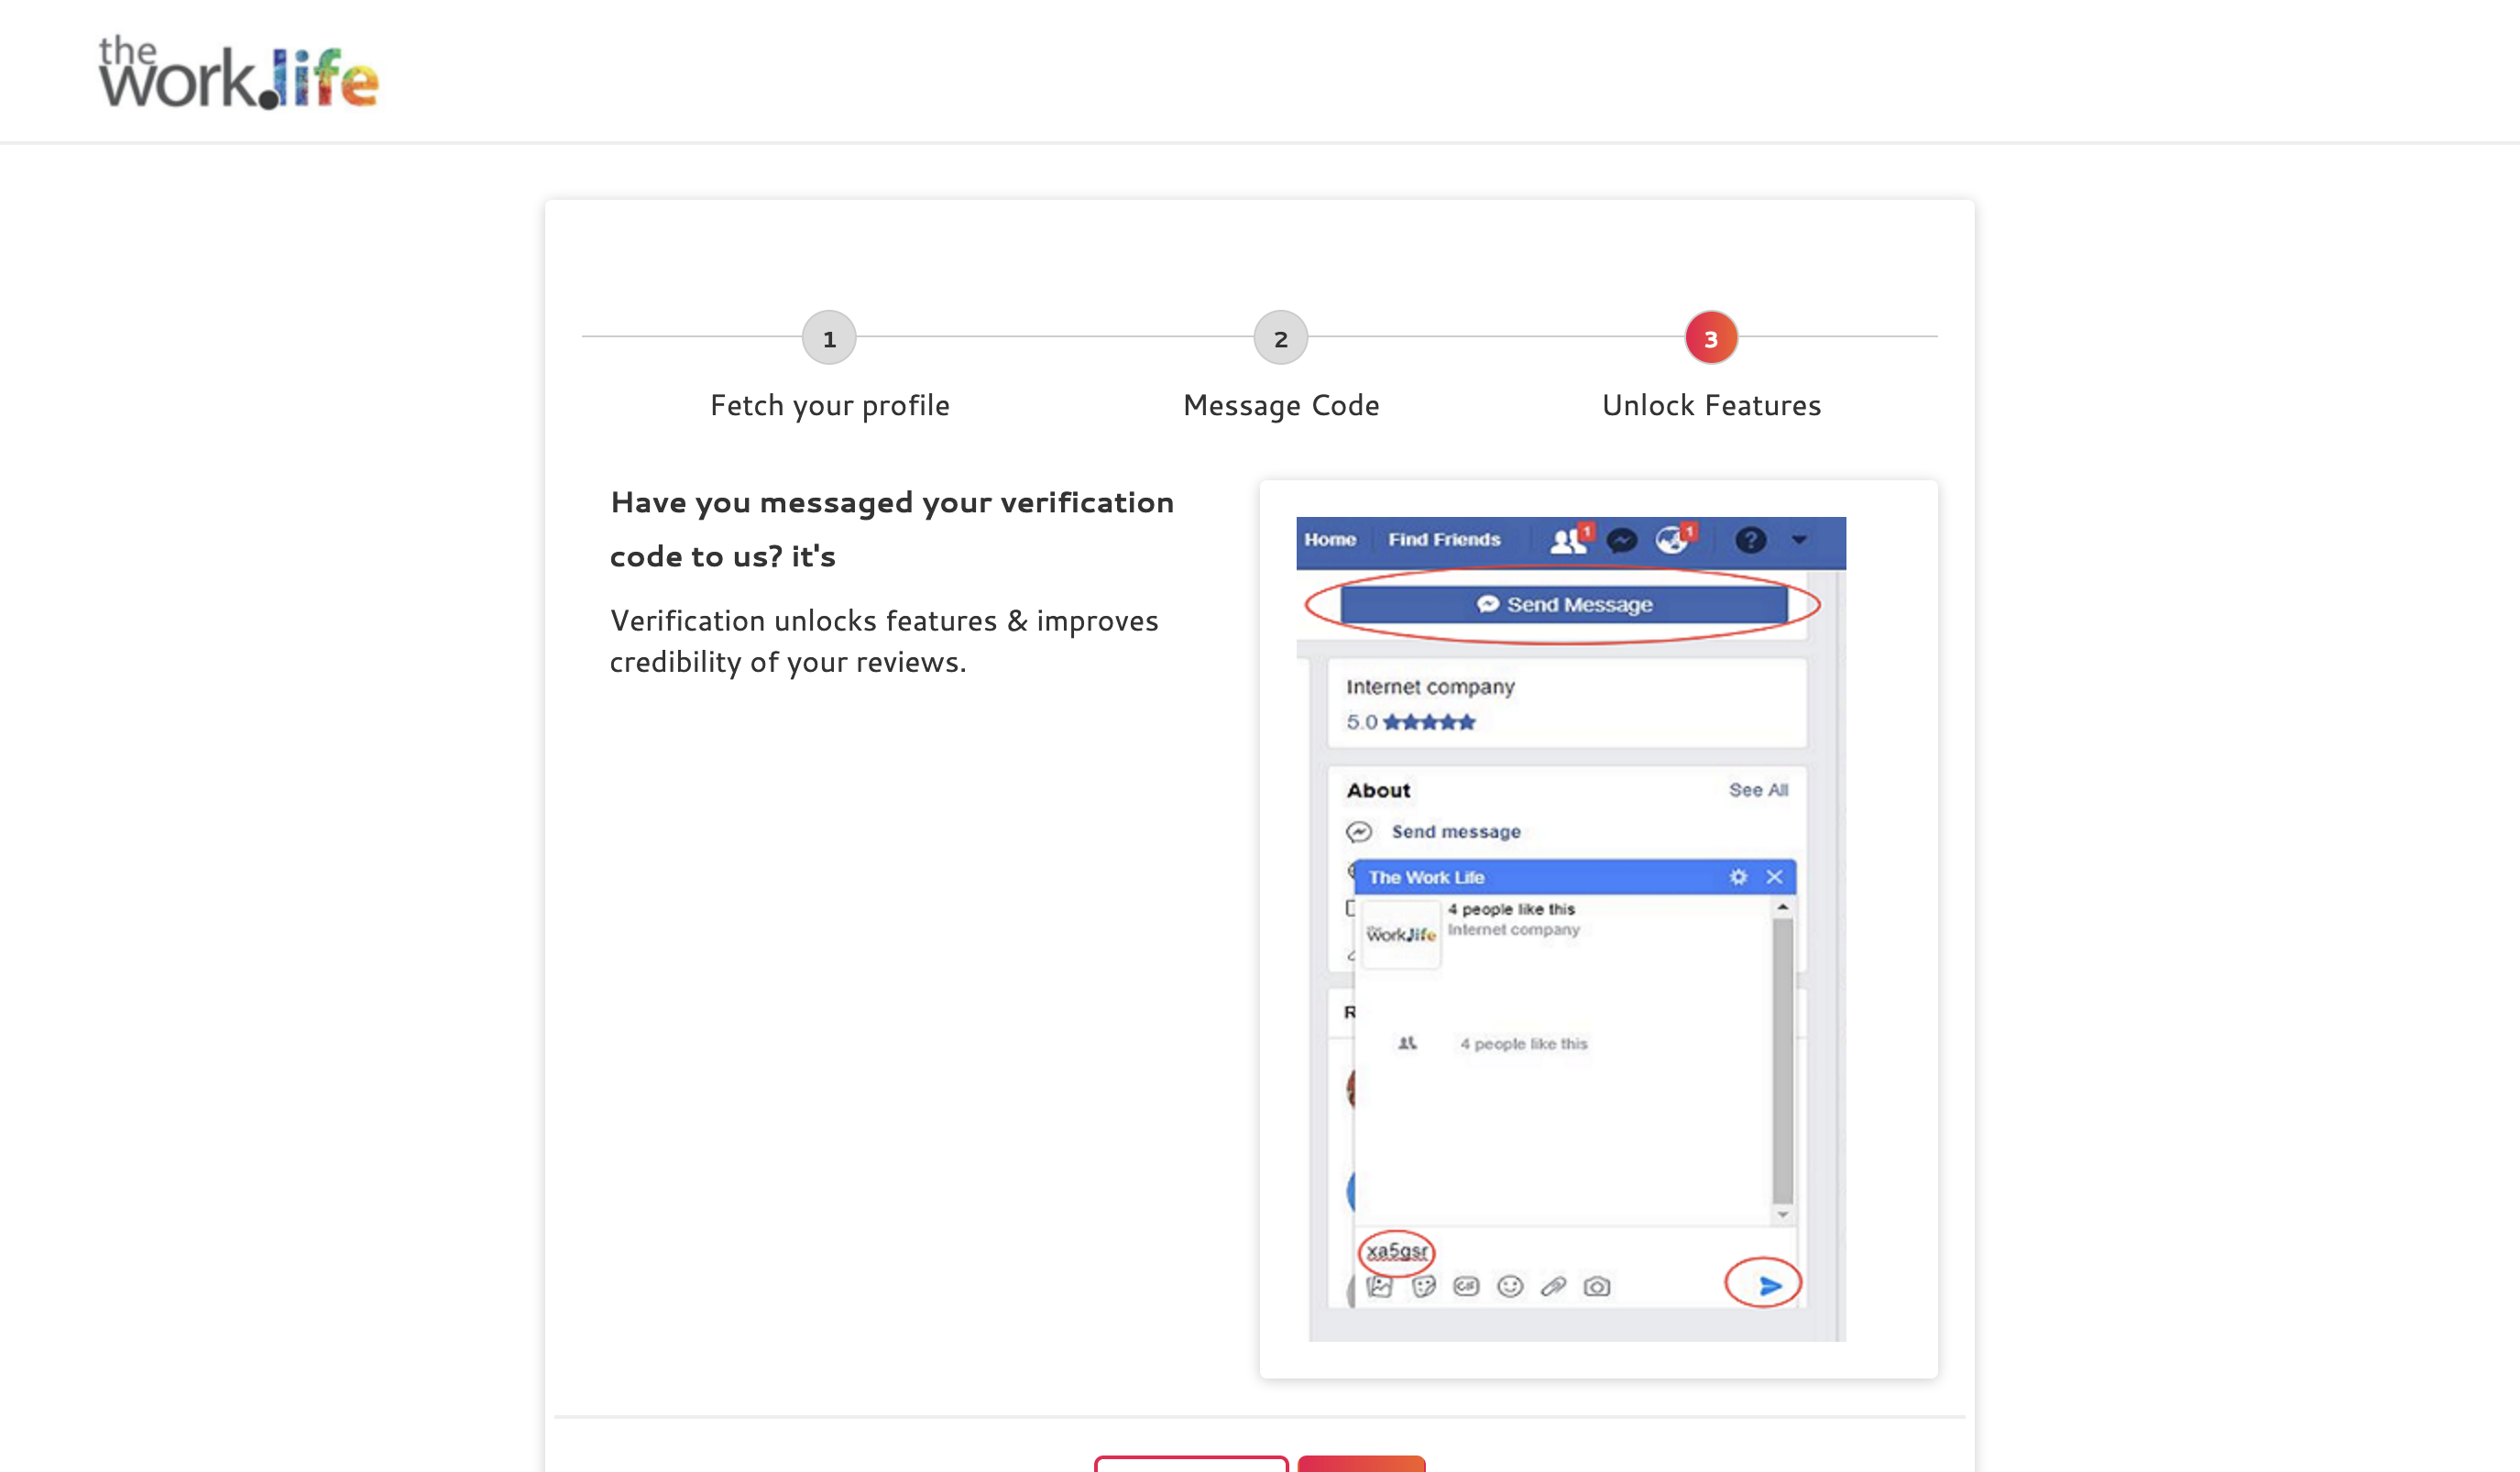 the
work.life
1
2
3
Fetch your profile
Message Code
Unlock Features
Have you messaged your verification
code to us? it's
Verification unlocks features & improves
credibility of your reviews.
Home Find Friends 1 1 ?
Send Message
Internet company
5.0
About See All
Send message
The Work Life
4 people like this
the
work.life Internet company
R
4 people like this
xa5gsr
GIF